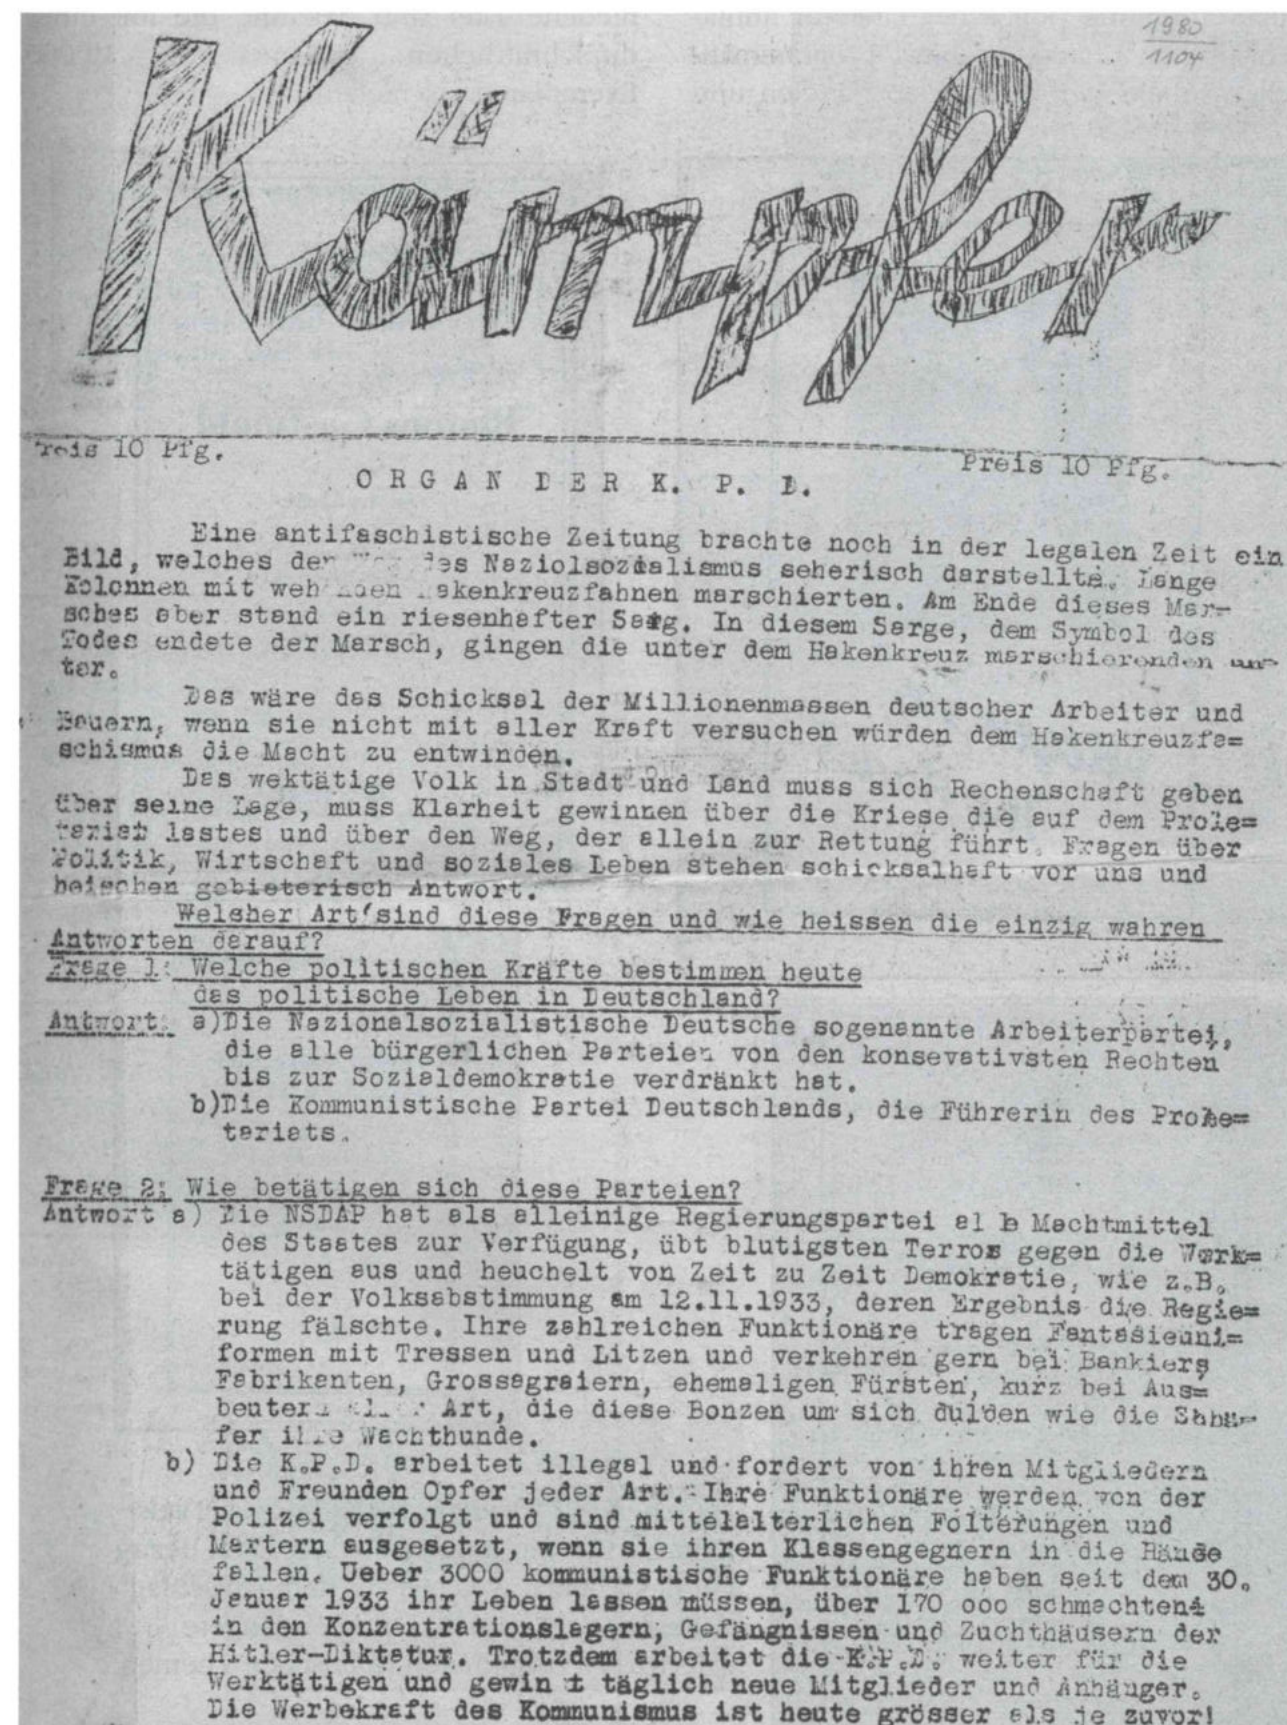 1980
1104
Kämpfer
Preis 10 Pfg.
Preis 10 Pfg.
ORGAN DER K. P. D.
Eine antifaschistische Zeitung brachte noch in der legalen Zeit ein
Bild, welches den Weg des Naziolsozialismus seherisch darstellte. Lange
Kolonnen mit wehenden Hakenkreuzfahnen marschierten. Am Ende dieses Mar-
sches aber stand ein riesenhafter Sarg. In diesem Sarge, dem Symbol des
Todes endete der Marsch, gingen die unter dem Hakenkreuz marschierenden un-
ter.
Das wäre das Schicksal der Millionenmassen deutscher Arbeiter und
Bauern, wenn sie nicht mit aller Kraft versuchen würden dem Hakenkreuzfa=
schismus die Macht zu entwinden.
Das wektätige Volk in Stadt und Land muss sich Rechenschaft geben
über seine Lage, muss Klarheit gewinnen über die Kriese die auf dem Prole=
tariat lastes und über den Weg, der allein zur Rettung führt. Fragen über
Politik, Wirtschaft und soziales Leben stehen schicksalhaft vor uns und
heischen gebieterisch Antwort.
Welsher Art sind diese Fragen und wie heissen die einzig wahren
Antworten darauf?
Frage 1: Welche politischen Kräfte bestimmen heute
das politische Leben in Deutschland?
Antwort: a)Die Nazionalsozialistische Deutsche sogenannte Arbeiterpartei,
die alle bürgerlichen Parteien von den konsevativsten Rechten
bis zur Sozialdemokratie verdränkt hat.
b)Die Kommunistische Partei Deutschlands, die Führerin des Prole=
tariats.
Frage 2: Wie betätigen sich diese Parteien?
Antwort a) Die NSDAP hat als alleinige Regierungspartei Machtmittel
des Staates zur Verfügung, übt blutigsten Terror gegen die Werk=
tätigen aus und heuchelt von Zeit zu Zeit Demokratie, wie z.B.
bei der Volksabstimmung am 12.11.1933, deren Ergebnis die Regie=
rung fälschte. Ihre zahlreichen Funktionäre tragen Fantasieuni=
formen mit Tressen und Litzen und verkehren gern bei Bankiers
Fabrikanten, Grossagraiern, ehemaligen Fürsten, kurz bei Aus=
beutern Art, die diese Bonzen um sich dulden wie die Schä=
fer ihre Wachthunde.
b) Die K.P.D. arbeitet illegal und fordert von ihren Mitgliedern
und Freunden Opfer jeder Art. Ihre Funktionäre werden von der
Polizei verfolgt und sind mittelalterlichen Folterungen und
Martern ausgesetzt, wenn sie ihren Klassengegnern in die Hände
fallen. Ueber 3000 kommunistische Funktionäre haben seit dem 30.
Januar 1933 ihr Leben lassen müssen, über 170 000 schmachten
in den Konzentrationslagern, Gefängnissen und Zuchthäusern der
Hitler-Diktatur. Trotzdem arbeitet die K.P.D. weiter für die
Werktätigen und gewin t täglich neue Mitglieder und Anhänger.
Die Werbekraft des Kommunismus ist heute grösser als je zuvor!